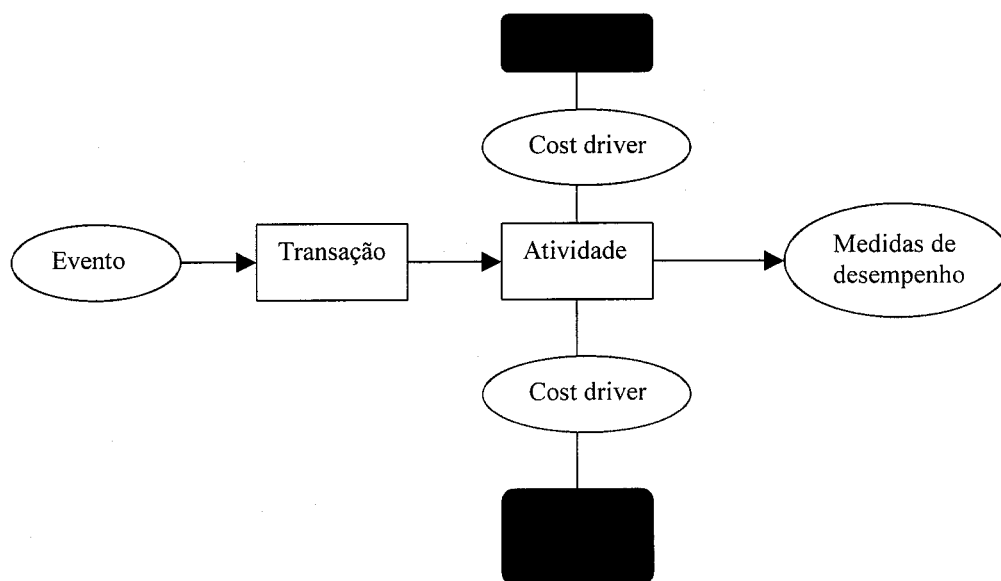 Cost driver
Evento
Transação
Atividade
Medidas de
desempenho
Cost driver